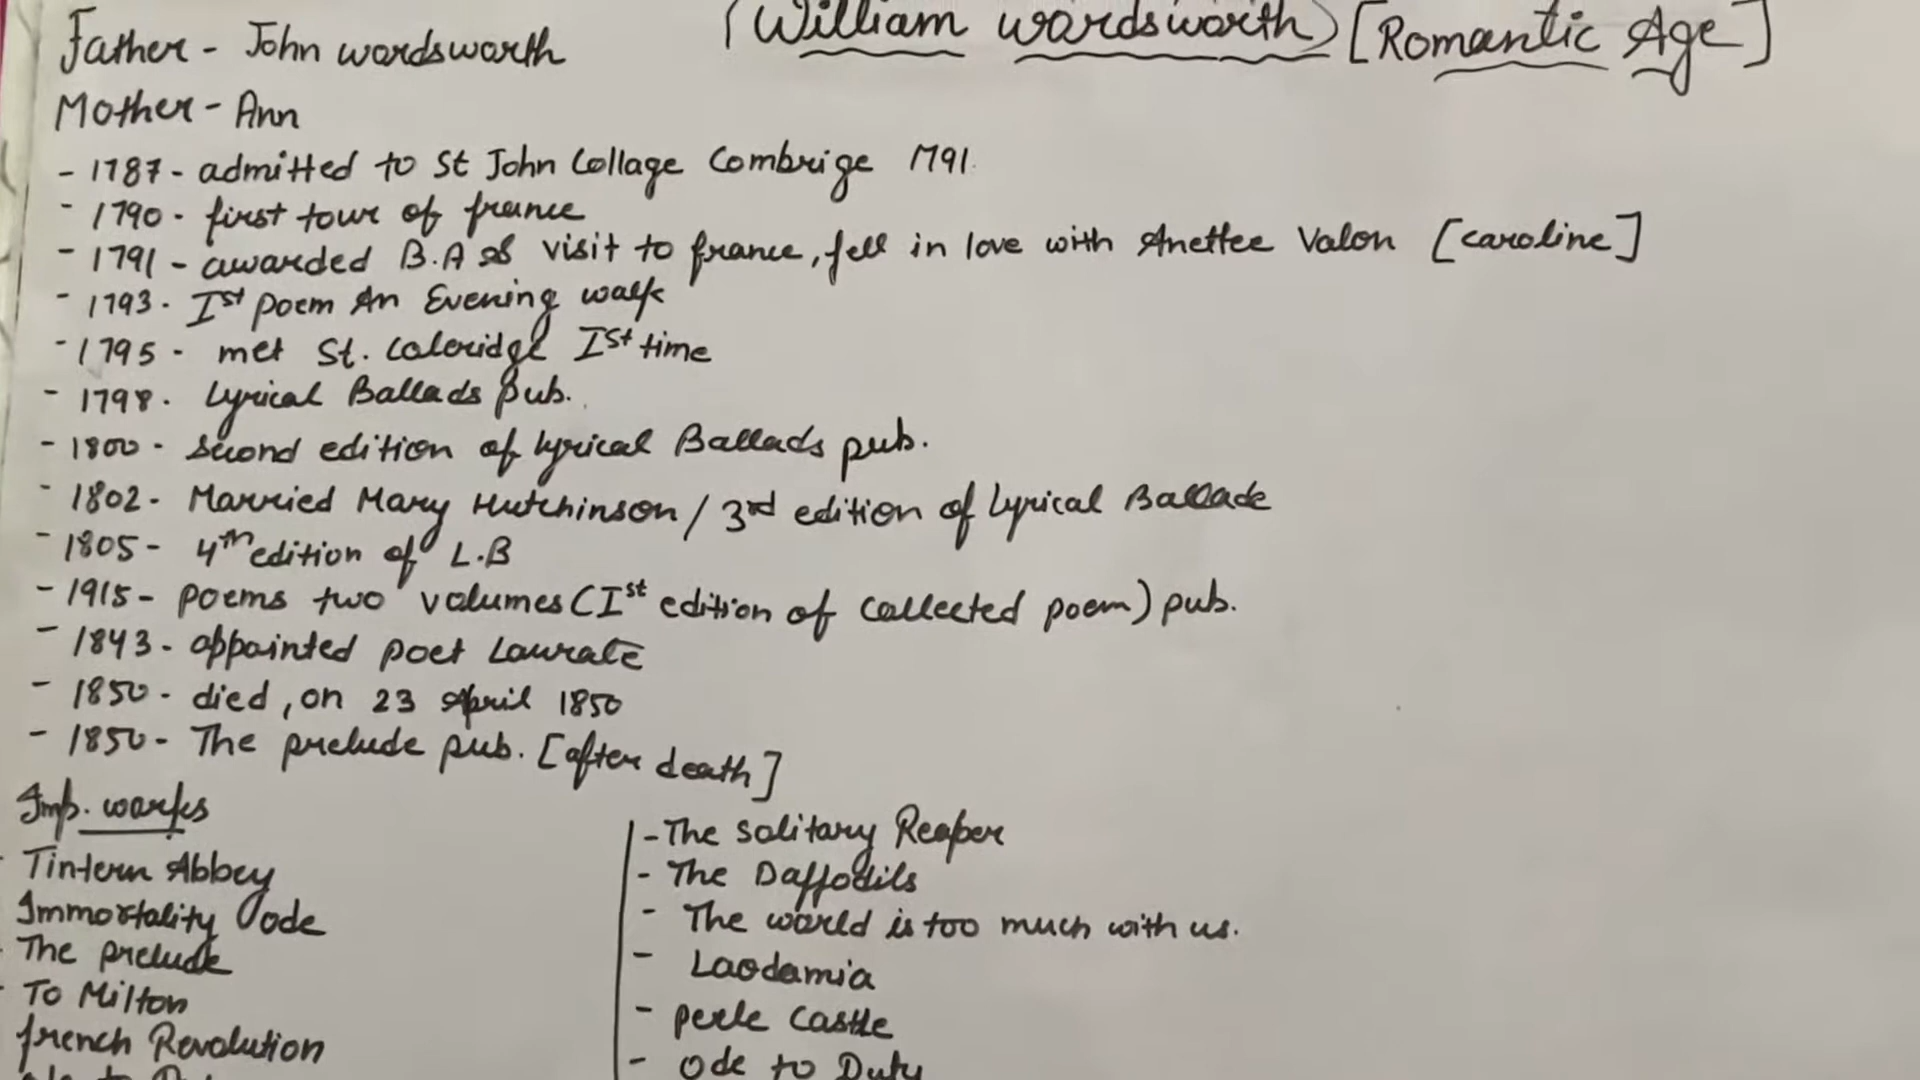 (William wordsworth) [Romantic Age]
Father - John wordsworth
Mother - Ann
- 1787 - admitted to St John Collage Combrige 1791
- 1790 - first tour of france
- 1791 - awarded B.A & visit to france, fell in love with Anettee Valon [caroline]
- 1793 - Ist poem An Evening walk
- 1795 - met St. Coleridge Ist time
- 1798 - Lyrical Ballads Pub.
- 1800 - Second edition of lyrical Ballads pub.
- 1802 - Married Mary Hutchinson / 3rd edition of Lyrical Ballade
- 1805 - 4th edition of L.B
- 1915 - poems two volumes (Ist edition of collected poem) pub.
- 1843 - appointed poet Laurate
- 1850 - died, on 23 April 1850
- 1850 - The prelude pub. [after death]
Imp. works
- Tintern Abbey
Immortality Oode
- The prelude
- To Milton
french Revolution
- The Solitary Reaper
- The Daffodils
- The world is too much with us.
- Laodamia
- peele Castle
- Ode to Duty